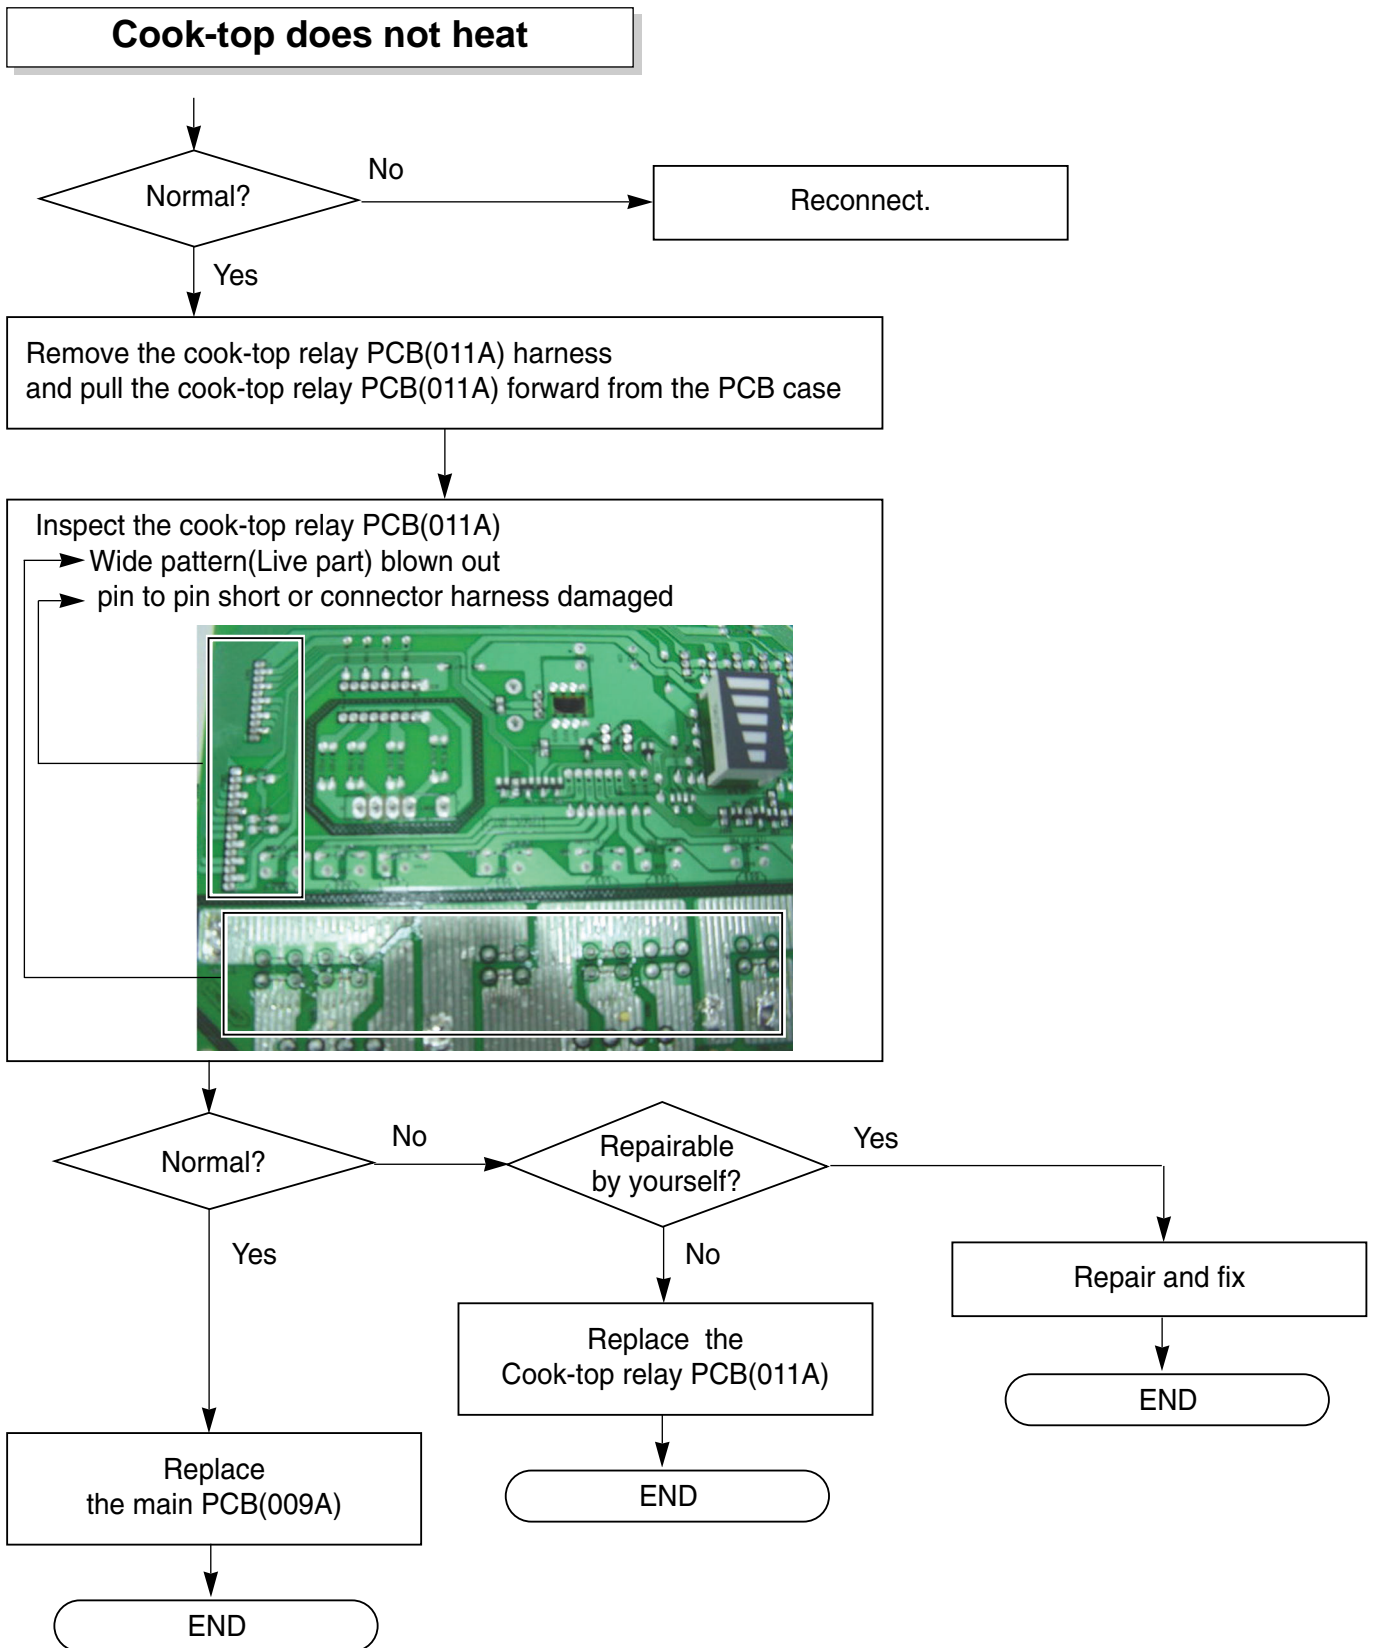 Cook-top does not heat
Normal?
No
Reconnect.
Yes
Remove the cook-top relay PCB(011A) harness
and pull the cook-top relay PCB(011A) forward from the PCB case
Inspect the cook-top relay PCB(011A)
Wide pattern(Live part) blown out
pin to pin short or connector harness damaged
Normal?
No
Repairable
by yourself?
Yes
Yes
No
Repair and fix
Replace the
Cook-top relay PCB(011A)
END
Replace
the main PCB(009A)
END
END